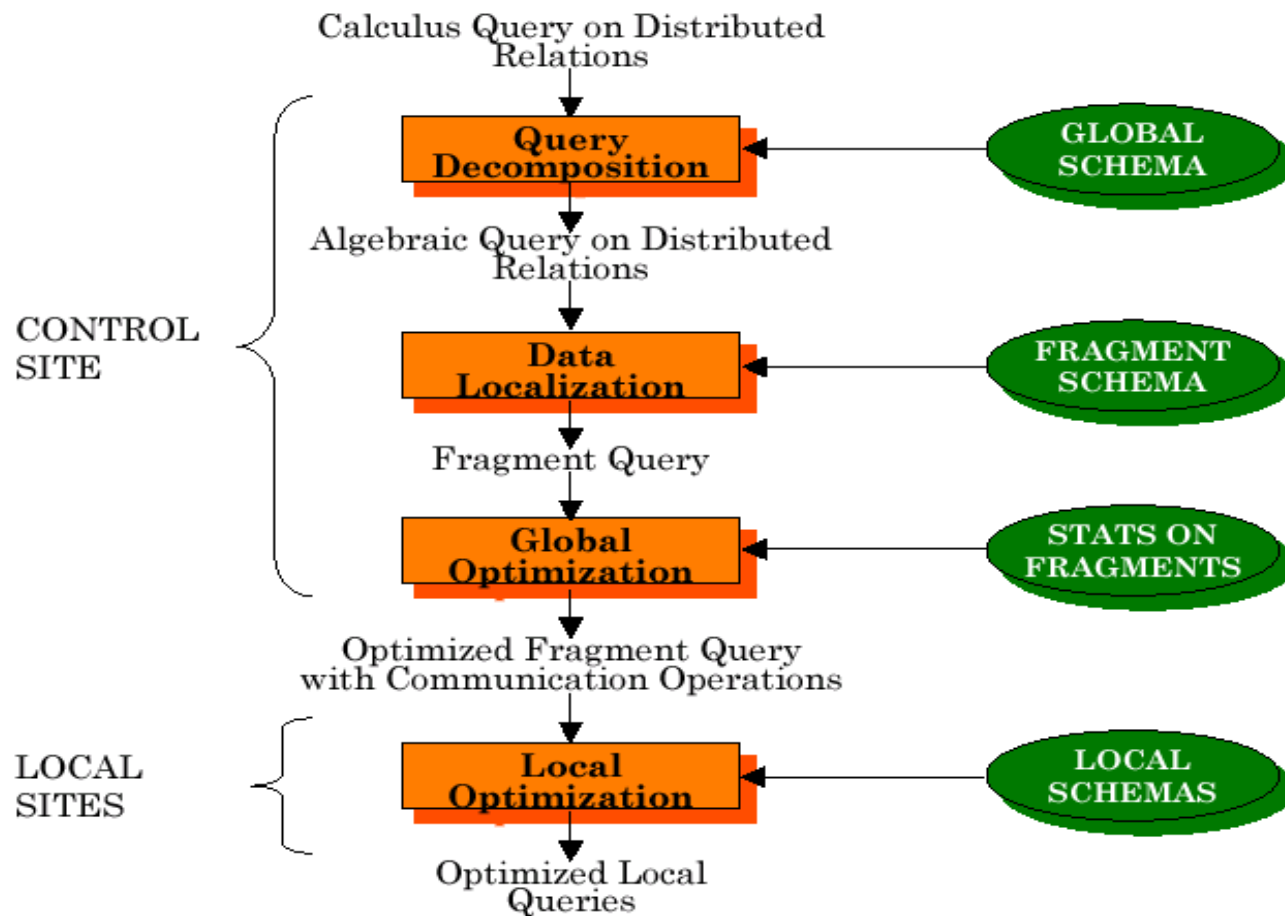 Calculus Query on Distributed
Relations
Query
Decomposition
GLOBAL
SCHEMA
Algebraic Query on Distributed
Relations
CONTROL
SITE
Data
Localization
FRAGMENT
SCHEMA
Fragment Query
Global
Optimization
STATS ON
FRAGMENTS
Optimized Fragment Query
with Communication Operations
LOCAL
SITES
Local
Optimization
LOCAL
SCHEMAS
Optimized Local
Queries